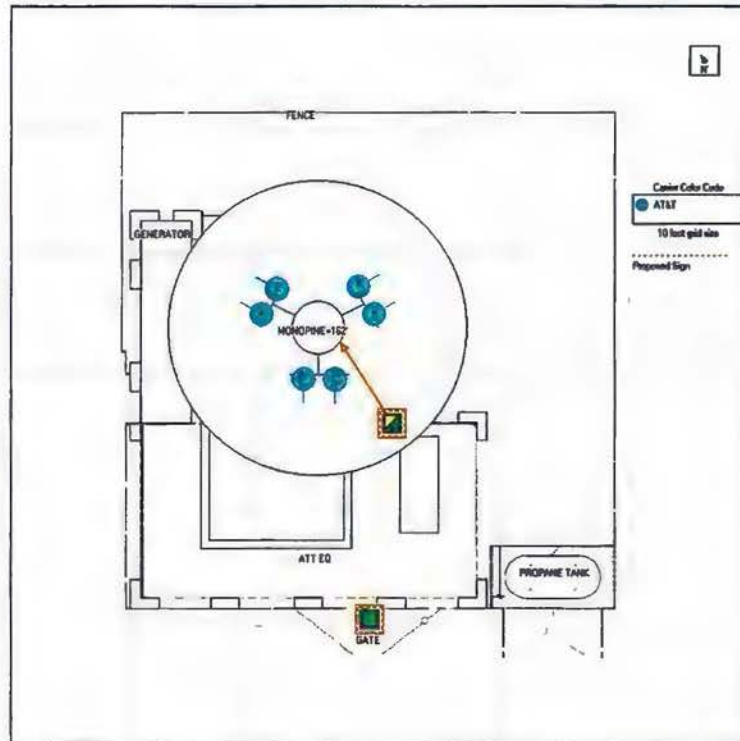 N
FENCE
Carrier Color Code
AT&T
10 foot grid size
Proposed Sign
GENERATOR
MONOPINE=162'
ATT EQ
PROPANE TANK
GATE